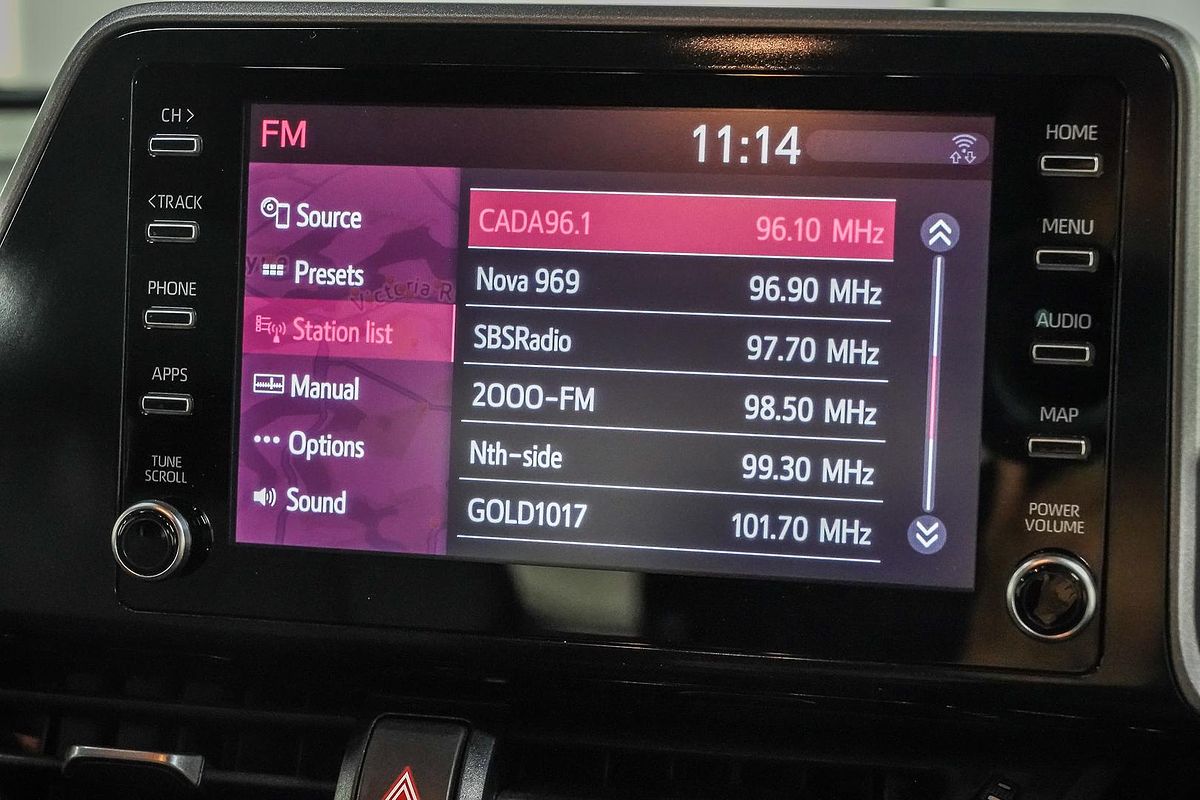 CH >
<TRACK
PHONE
APPS
TUNE
SCROLL
FM
11:14
Source
Presets
Victoria R
Station list
Manual
Options
Sound
CADA96.1 96.10 MHz
Nova 969 96.90 MHz
SBSRadio 97.70 MHz
2000-FM 98.50 MHz
Nth-side 99.30 MHz
GOLD1017 101.70 MHz
HOME
MENU
AUDIO
MAP
POWER
VOLUME